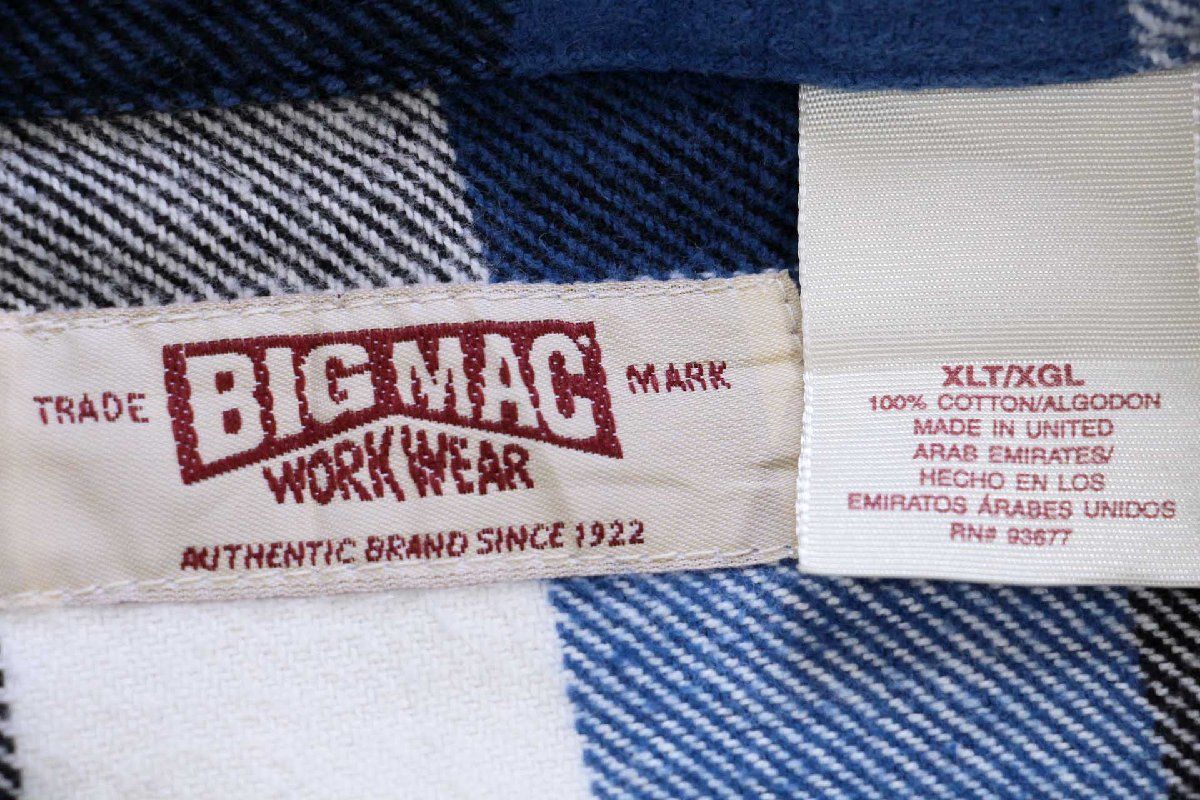 TRADE BIG MAC MARK
WORK WEAR
AUTHENTIC BRAND SINCE 1922
XLT/XGL
100% COTTON/ALGODON
MADE IN UNITED
ARAB EMIRATES/
HECHO EN LOS
EMIRATOS ÁRABES UNIDOS
RN# 93677